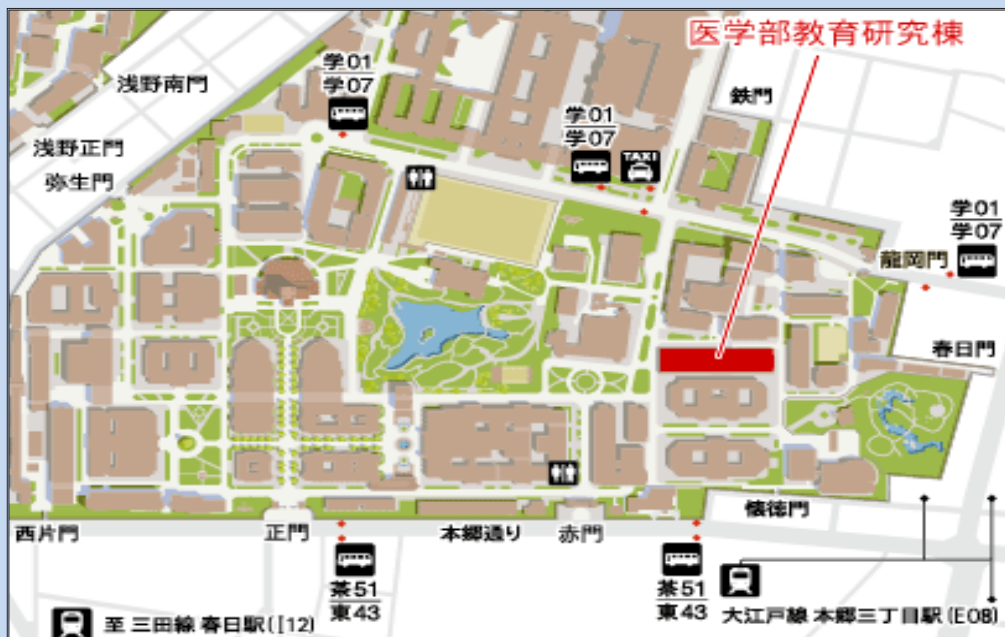 医学部教育研究棟
学01
学07
浅野南門
鉄門
学01
学07
TAXI
浅野正門
弥生門
学01
学07
龍岡門
春日門
懐徳門
西片門
正門
本郷通り
赤門
茶51
東43
茶51
東43
大江戸線 本郷三丁目駅 (E08)
至 三田線 春日駅(I12)